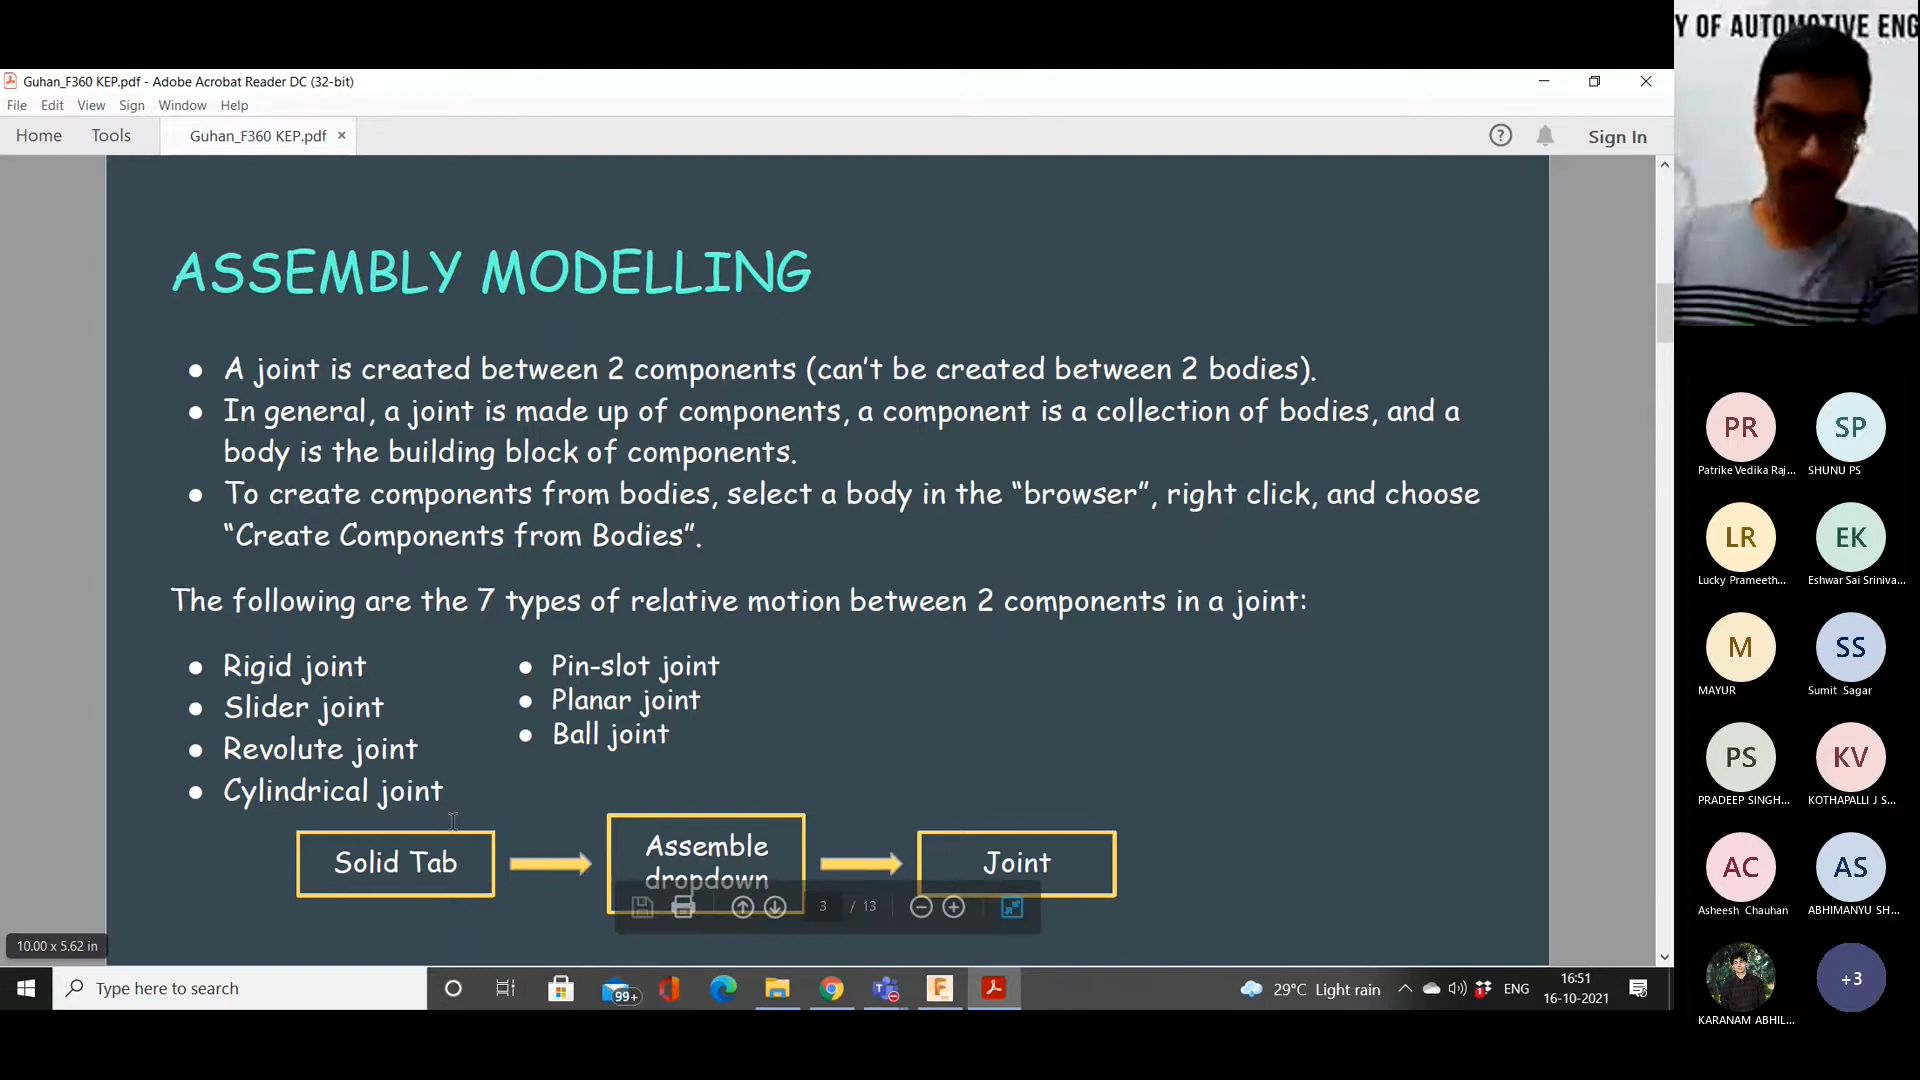 Y OF AUTOMOTIVE ENG
Guhan_F360 KEP.pdf - Adobe Acrobat Reader DC (32-bit)
File Edit View Sign Window Help
Home Tools Guhan_F360 KEP.pdf × Sign In
ASSEMBLY MODELLING
● A joint is created between 2 components (can't be created between 2 bodies).
● In general, a joint is made up of components, a component is a collection of bodies, and a
body is the building block of components.
● To create components from bodies, select a body in the “browser”, right click, and choose
“Create Components from Bodies”.
The following are the 7 types of relative motion between 2 components in a joint:
● Rigid joint
● Slider joint
● Revolute joint
● Cylindrical joint
● Pin-slot joint
● Planar joint
● Ball joint
Solid Tab
Assemble
dropdown
Joint
3 / 13
10.00 x 5.62 in
Type here to search
99+
29°C Light rain
ENG
16:51
16-10-2021
PR
Patrike Vedika Raj...
SP
SHUNU PS
LR
Lucky Prameeth...
EK
Eshwar Sai Sriniva...
M
MAYUR
SS
Sumit Sagar
PS
PRADEEP SINGH...
KV
KOTHAPALLI J S...
AC
Asheesh Chauhan
AS
ABHIMANYU SH...
KARANAM ABHIL...
+3